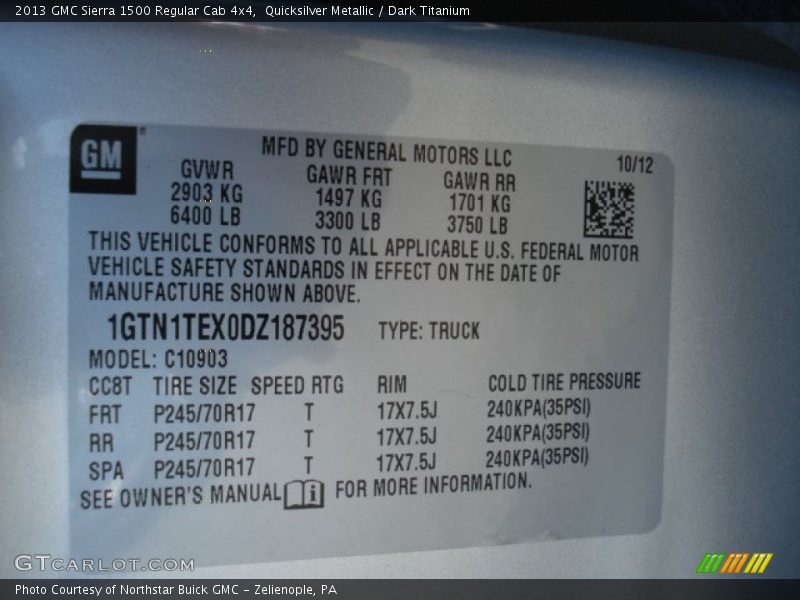 2013 GMC Sierra 1500 Regular Cab 4x4,  Quicksilver Metallic / Dark Titanium
GM®
MFD BY GENERAL MOTORS LLC 10/12
GVWR GAWR FRT GAWR RR
2903 KG 1497 KG 1701 KG
6400 LB 3300 LB 3750 LB
THIS VEHICLE CONFORMS TO ALL APPLICABLE U.S. FEDERAL MOTOR
VEHICLE SAFETY STANDARDS IN EFFECT ON THE DATE OF
MANUFACTURE SHOWN ABOVE.
1GTN1TEX0DZ187395 TYPE: TRUCK
MODEL: C10903
CC8T TIRE SIZE SPEED RTG RIM COLD TIRE PRESSURE
FRT P245/70R17 T 17X7.5J 240KPA(35PSI)
RR P245/70R17 T 17X7.5J 240KPA(35PSI)
SPA P245/70R17 T 17X7.5J 240KPA(35PSI)
SEE OWNER'S MANUAL i FOR MORE INFORMATION.
GTCARLOT.COM
Photo Courtesy of Northstar Buick GMC - Zelienople, PA